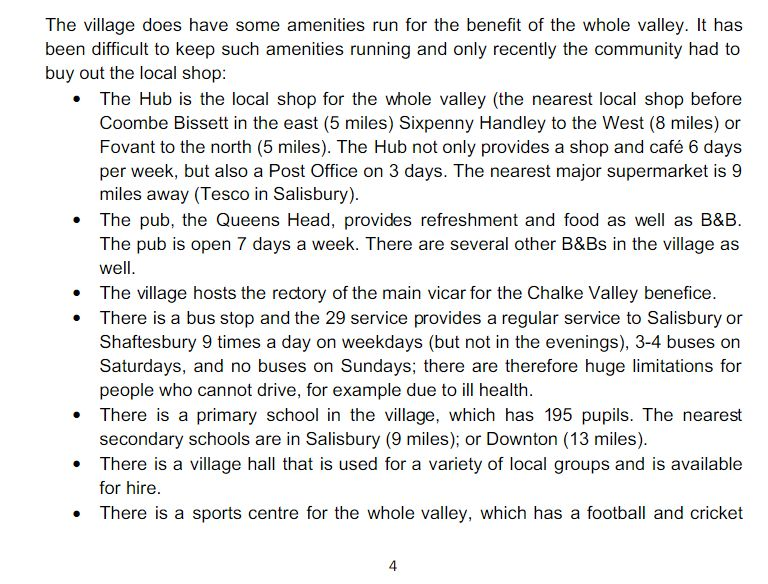 The village does have some amenities run for the benefit of the whole valley. It has
been difficult to keep such amenities running and only recently the community had to
buy out the local shop:
• The Hub is the local shop for the whole valley (the nearest local shop before
Coombe Bissett in the east (5 miles) Sixpenny Handley to the West (8 miles) or
Fovant to the north (5 miles). The Hub not only provides a shop and café 6 days
per week, but also a Post Office on 3 days. The nearest major supermarket is 9
miles away (Tesco in Salisbury).
• The pub, the Queens Head, provides refreshment and food as well as B&B.
The pub is open 7 days a week. There are several other B&Bs in the village as
well.
• The village hosts the rectory of the main vicar for the Chalke Valley benefice.
• There is a bus stop and the 29 service provides a regular service to Salisbury or
Shaftesbury 9 times a day on weekdays (but not in the evenings), 3-4 buses on
Saturdays, and no buses on Sundays; there are therefore huge limitations for
people who cannot drive, for example due to ill health.
• There is a primary school in the village, which has 195 pupils. The nearest
secondary schools are in Salisbury (9 miles); or Downton (13 miles).
• There is a village hall that is used for a variety of local groups and is available
for hire.
• There is a sports centre for the whole valley, which has a football and cricket
4